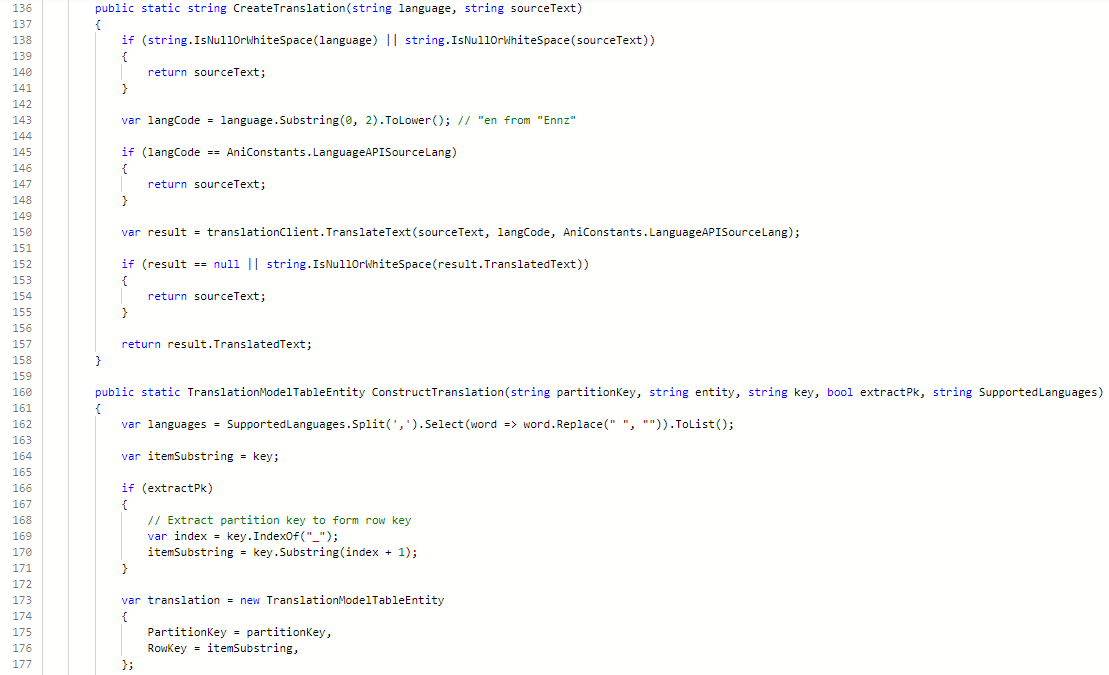 136 public static string CreateTranslation(string language, string sourceText)
137 {
138 if (string.IsNullOrWhiteSpace(language) || string.IsNullOrWhiteSpace(sourceText))
139 {
140 return sourceText;
141 }
142
143 var langCode = language.Substring(0, 2).ToLower(); // "en from "Ennz"
144
145 if (langCode == AniConstants.LanguageAPISourceLang)
146 {
147 return sourceText;
148 }
149
150 var result = translationClient.TranslateText(sourceText, langCode, AniConstants.LanguageAPISourceLang);
151
152 if (result == null || string.IsNullOrWhiteSpace(result.TranslatedText))
153 {
154 return sourceText;
155 }
156
157 return result.TranslatedText;
158 }
159
160 public static TranslationModelTableEntity ConstructTranslation(string partitionKey, string entity, string key, bool extractPk, string SupportedLanguages)
161 {
162 var languages = SupportedLanguages.Split(',').Select(word => word.Replace(" ", "")).ToList();
163
164 var itemSubstring = key;
165
166 if (extractPk)
167 {
168 // Extract partition key to form row key
169 var index = key.IndexOf("_");
170 itemSubstring = key.Substring(index + 1);
171 }
172
173 var translation = new TranslationModelTableEntity
174 {
175 PartitionKey = partitionKey,
176 RowKey = itemSubstring,
177 };